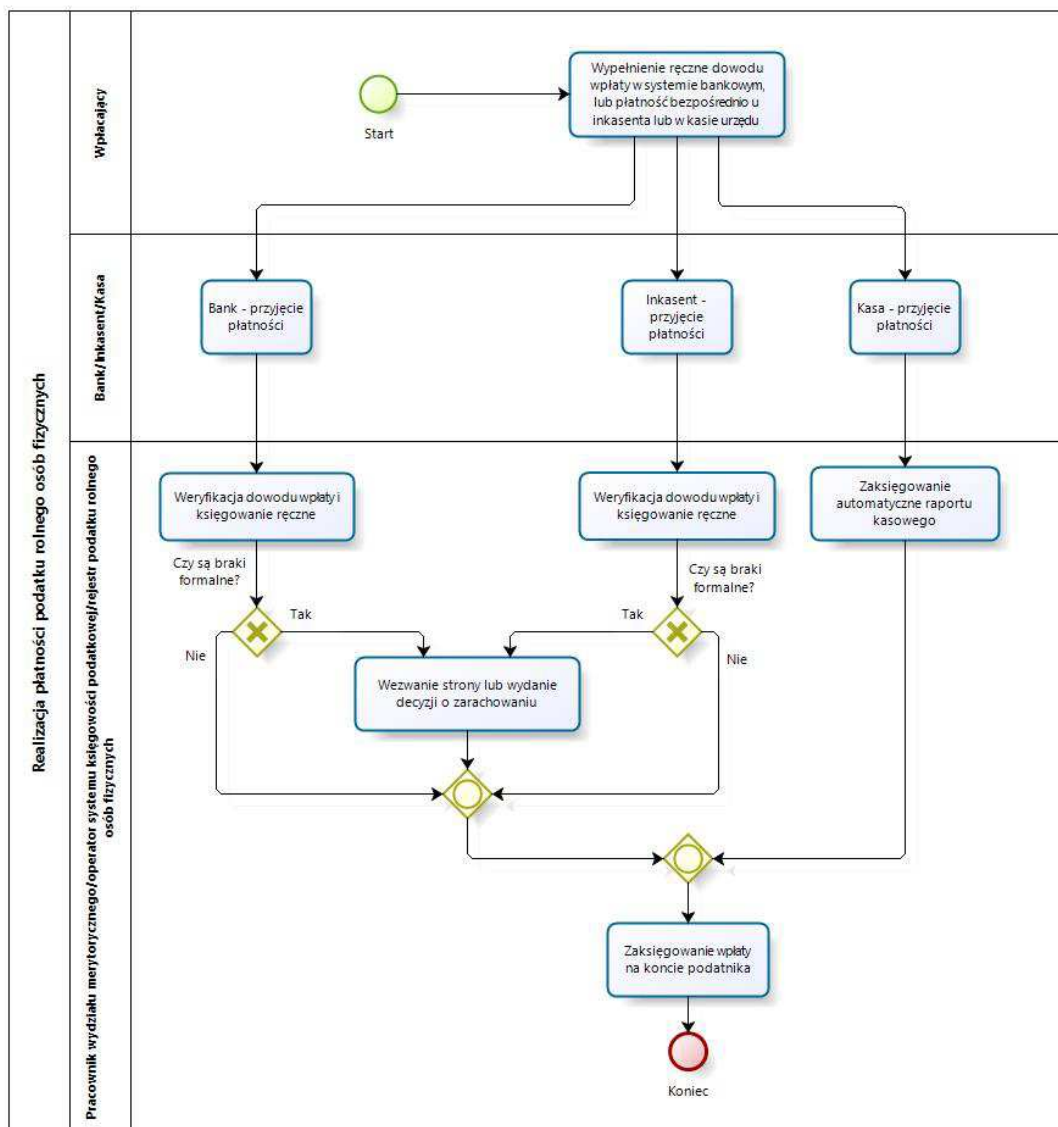 Realizacja płatności podatku rolnego osób fizycznych
Wpłacający
Start
Wypełnienie ręczne dowodu
wpłaty w systemie bankowym,
lub płatność bezpośrednio u
inkasenta lub w kasie urzędu
Bank/Inkasent/Kasa
Bank - przyjęcie
płatności
Inkasent -
przyjęcie
płatności
Kasa - przyjęcie
płatności
Pracownik wydziału merytorycznego/operator systemu księgowości podatkowej/rejestr podatku rolnego
osób fizycznych
Weryfikacja dowodu wpłaty i
księgowanie ręczne
Weryfikacja dowodu wpłaty i
księgowanie ręczne
Zaksięgowanie
automatyczne raportu
kasowego
Czy są braki
formalne?
Czy są braki
formalne?
Tak
Tak
Nie
Nie
Wezwanie strony lub wydanie
decyzji o zarachowaniu
Zaksięgowanie wpłaty
na koncie podatnika
Koniec